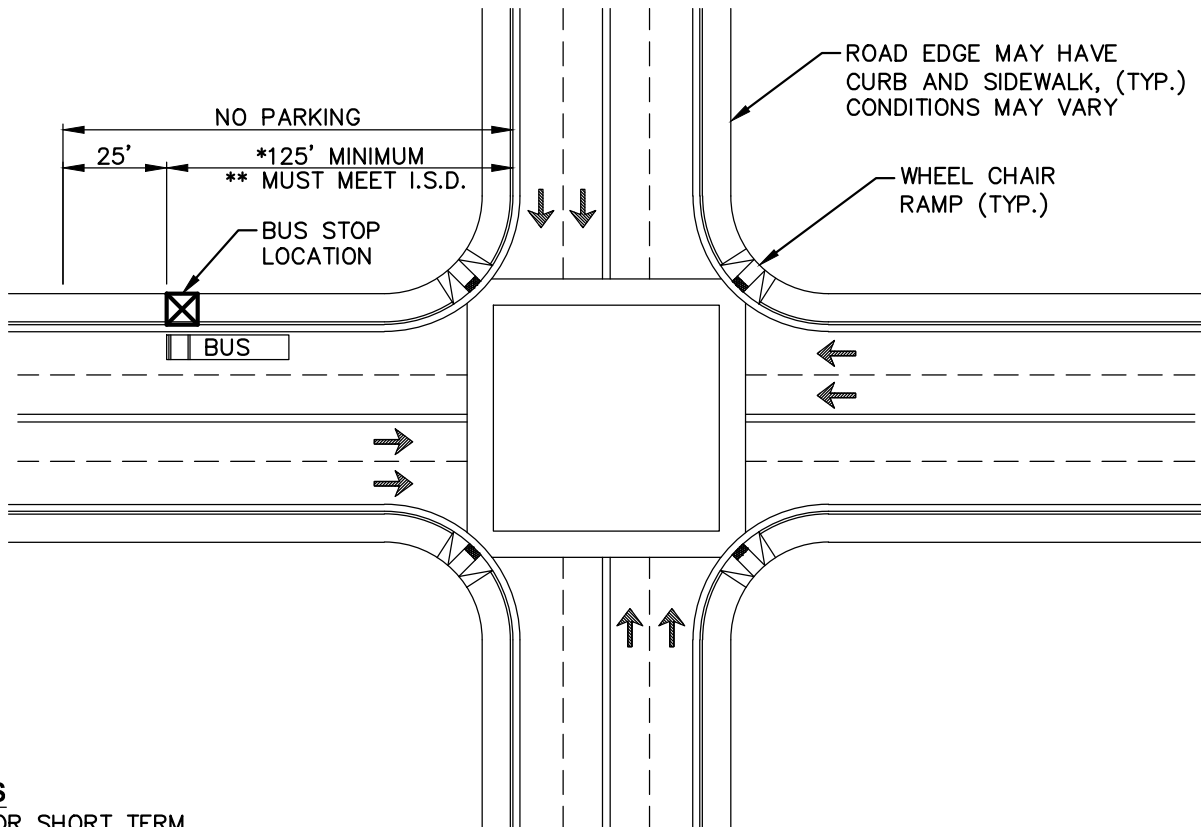 ROAD EDGE MAY HAVE
CURB AND SIDEWALK, (TYP.)
CONDITIONS MAY VARY
NO PARKING
25'
*125' MINIMUM
** MUST MEET I.S.D.
WHEEL CHAIR
RAMP (TYP.)
BUS STOP
LOCATION
BUS
S
OR SHORT TERM